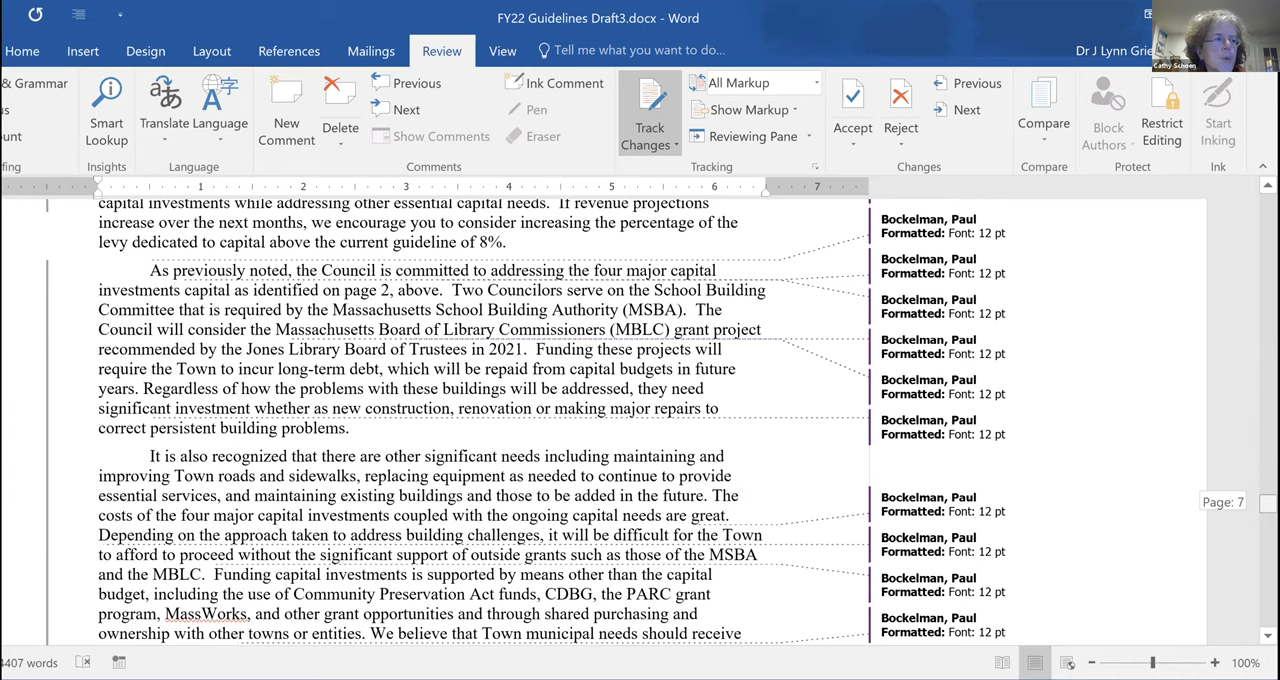 FY22 Guidelines Draft3.docx - Word
Home Insert Design Layout References Mailings Review View Tell me what you want to do... Dr J Lynn Grie
Cathy Schoen
& Grammar
us
ount
fing
Smart Lookup
Insights
Translate Language
Language
New Comment
Delete
Previous
Next
Show Comments
Comments
Ink Comment
Pen
Eraser
Track Changes
All Markup
Show Markup
Reviewing Pane
Tracking
Accept
Reject
Previous
Next
Changes
Compare
Compare
Block Authors
Restrict Editing
Protect
Start Inking
Ink
1 2 3 4 5 6 7
capital investments while addressing other essential capital needs. If revenue projections
increase over the next months, we encourage you to consider increasing the percentage of the
levy dedicated to capital above the current guideline of 8%.
As previously noted, the Council is committed to addressing the four major capital
investments capital as identified on page 2, above. Two Councilors serve on the School Building
Committee that is required by the Massachusetts School Building Authority (MSBA). The
Council will consider the Massachusetts Board of Library Commissioners (MBLC) grant project
recommended by the Jones Library Board of Trustees in 2021. Funding these projects will
require the Town to incur long-term debt, which will be repaid from capital budgets in future
years. Regardless of how the problems with these buildings will be addressed, they need
significant investment whether as new construction, renovation or making major repairs to
correct persistent building problems.
It is also recognized that there are other significant needs including maintaining and
improving Town roads and sidewalks, replacing equipment as needed to continue to provide
essential services, and maintaining existing buildings and those to be added in the future. The
costs of the four major capital investments coupled with the ongoing capital needs are great.
Depending on the approach taken to address building challenges, it will be difficult for the Town
to afford to proceed without the significant support of outside grants such as those of the MSBA
and the MBLC. Funding capital investments is supported by means other than the capital
budget, including the use of Community Preservation Act funds, CDBG, the PARC grant
program, MassWorks, and other grant opportunities and through shared purchasing and
ownership with other towns or entities. We believe that Town municipal needs should receive
Bockelman, Paul
Formatted: Font: 12 pt
Bockelman, Paul
Formatted: Font: 12 pt
Bockelman, Paul
Formatted: Font: 12 pt
Bockelman, Paul
Formatted: Font: 12 pt
Bockelman, Paul
Formatted: Font: 12 pt
Bockelman, Paul
Formatted: Font: 12 pt
Bockelman, Paul
Formatted: Font: 12 pt
Bockelman, Paul
Formatted: Font: 12 pt
Bockelman, Paul
Formatted: Font: 12 pt
Bockelman, Paul
Formatted: Font: 12 pt
Page: 7
4407 words
100%